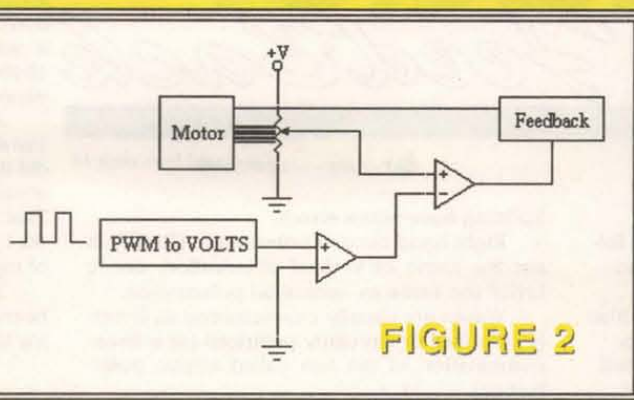 +V
Motor
Feedback
+
−
PWM to VOLTS
+
−
FIGURE 2